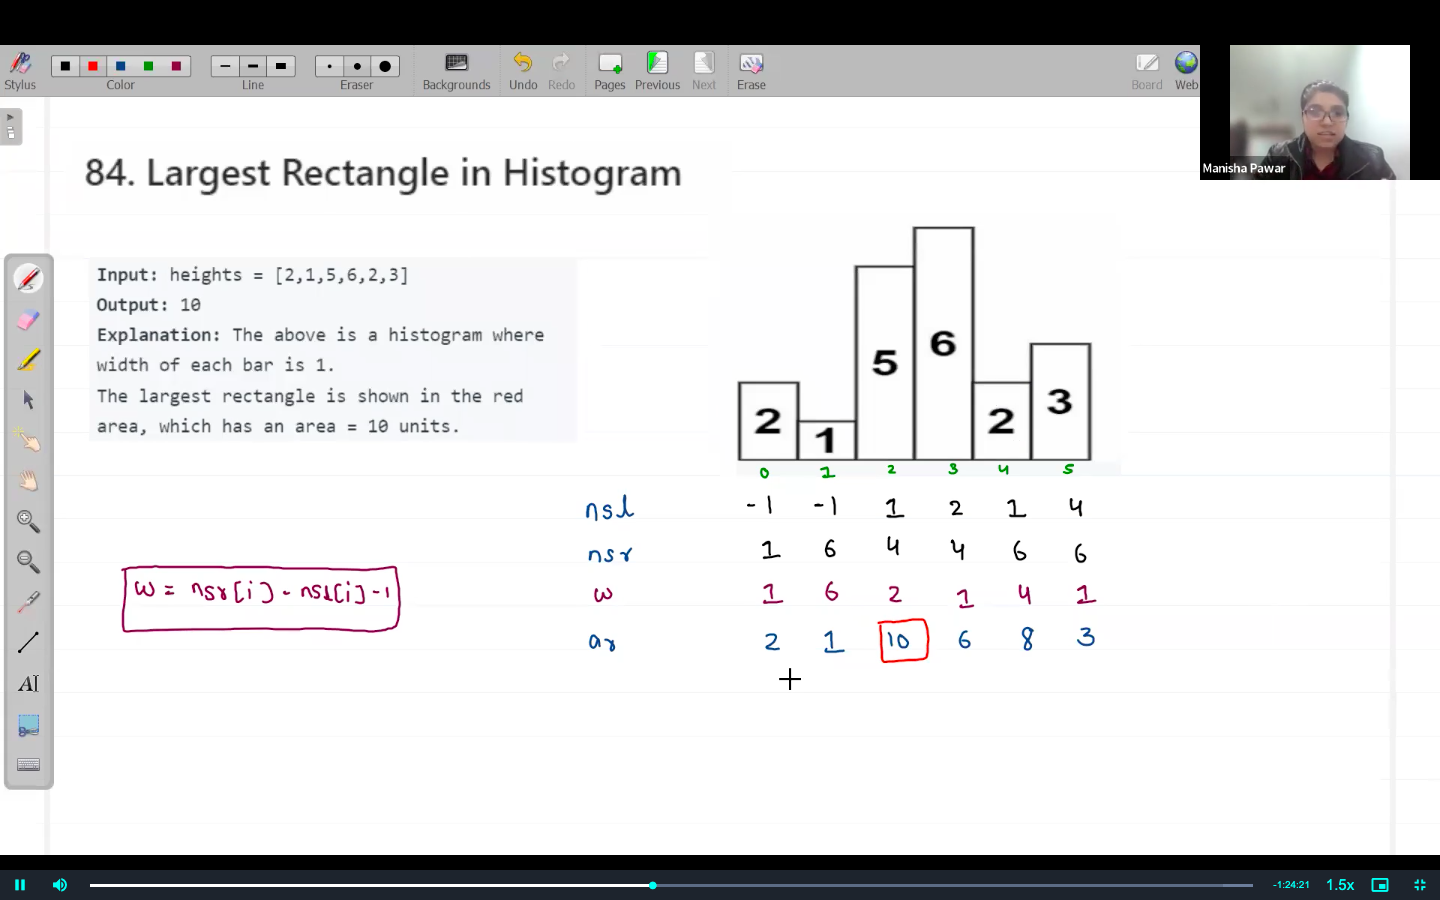 Stylus
Color
Line
Eraser
Backgrounds
Undo
Redo
Pages
Previous
Next
Erase
Board
Web
Manisha Pawar
84. Largest Rectangle in Histogram
Input: heights = [2,1,5,6,2,3]
Output: 10
Explanation: The above is a histogram where
width of each bar is 1.
The largest rectangle is shown in the red
area, which has an area = 10 units.
2 1 5 6 2 3
0 1 2 3 4 5
nsl -1 -1 1 2 1 4
nsr 1 6 4 4 6 6
w 1 6 2 1 4 1
ar 2 1 10 6 8 3
w = nsr[i] - nsl[i] -1
AI
-1:24:21
1.5x